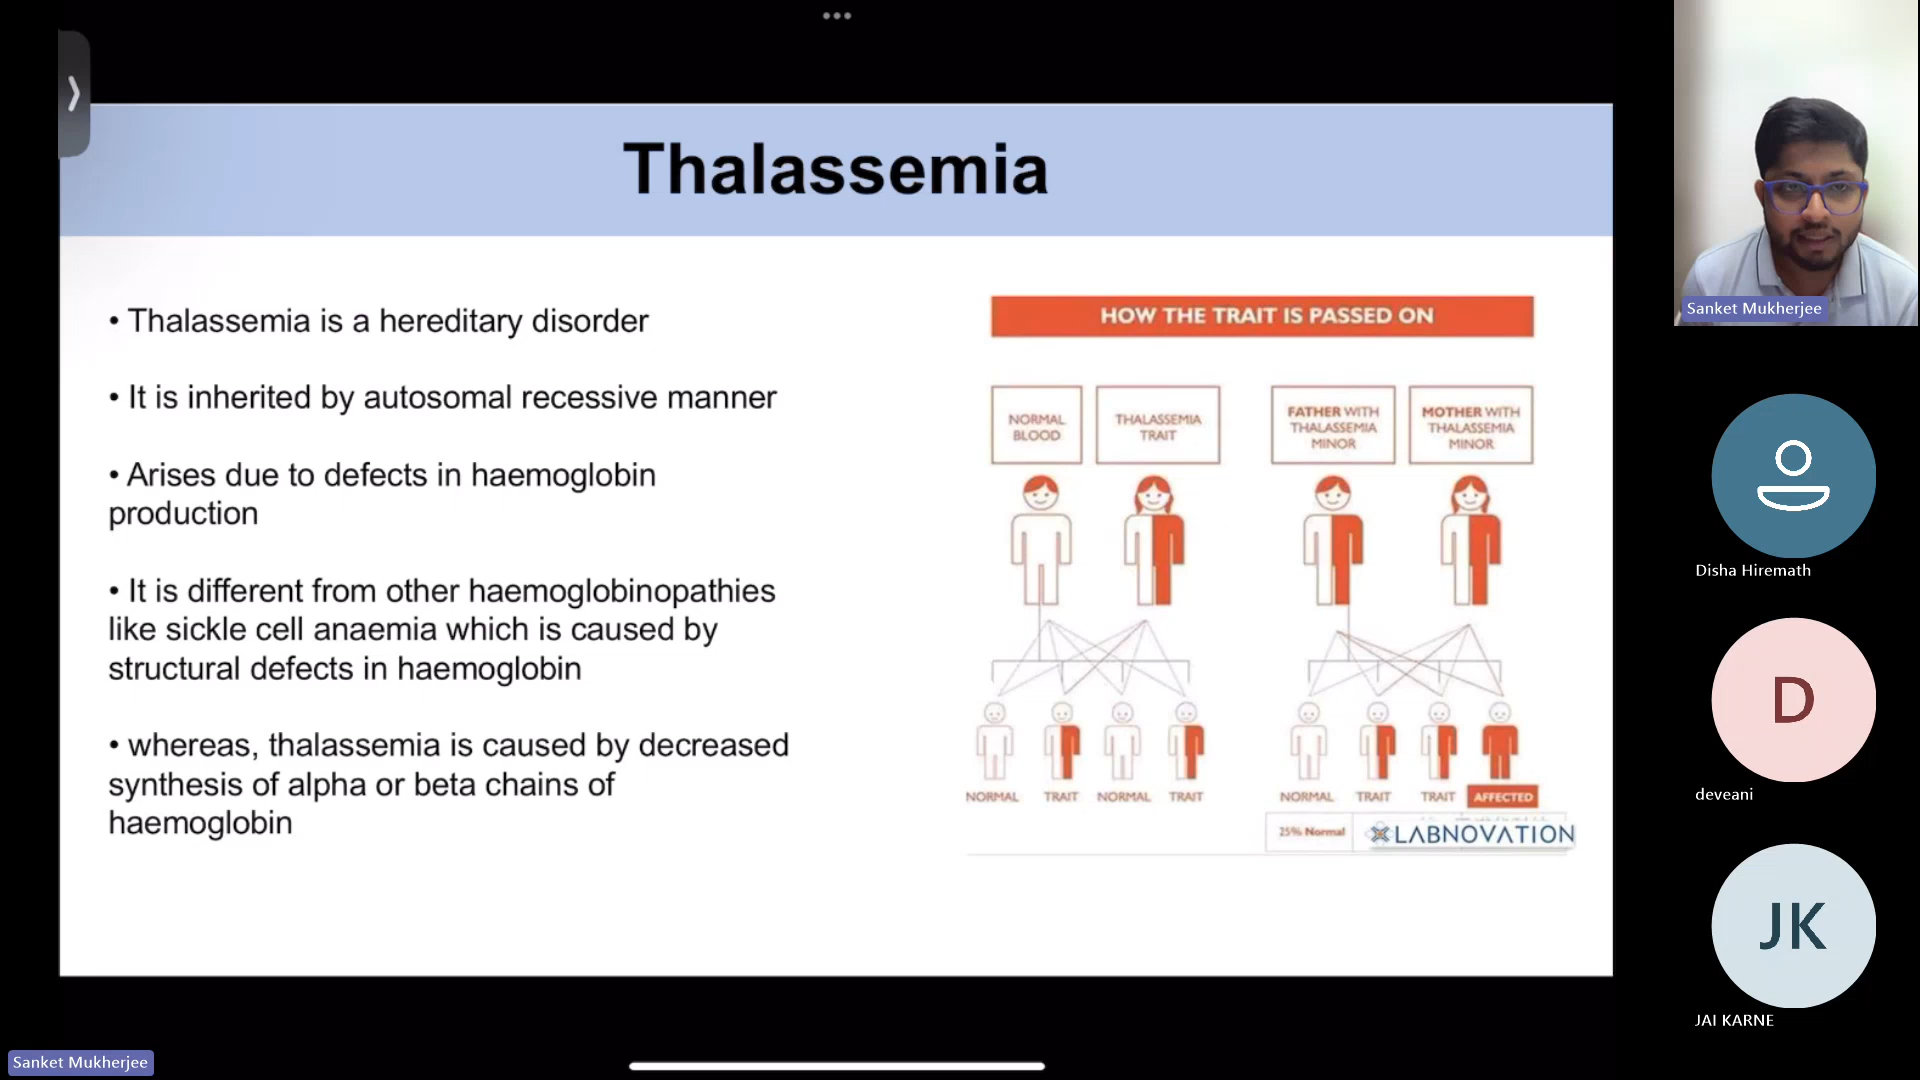 Thalassemia
• Thalassemia is a hereditary disorder
• It is inherited by autosomal recessive manner
• Arises due to defects in haemoglobin
production
• It is different from other haemoglobinopathies
like sickle cell anaemia which is caused by
structural defects in haemoglobin
• whereas, thalassemia is caused by decreased
synthesis of alpha or beta chains of
haemoglobin
HOW THE TRAIT IS PASSED ON
NORMAL
BLOOD
THALASSEMIA
TRAIT
FATHER WITH
THALASSEMIA
MINOR
MOTHER WITH
THALASSEMIA
MINOR
NORMAL TRAIT NORMAL TRAIT
NORMAL TRAIT TRAIT AFFECTED
25% Normal
LABNOVATION
Sanket Mukherjee
Disha Hiremath
D
deveani
JK
JAI KARNE
Sanket Mukherjee